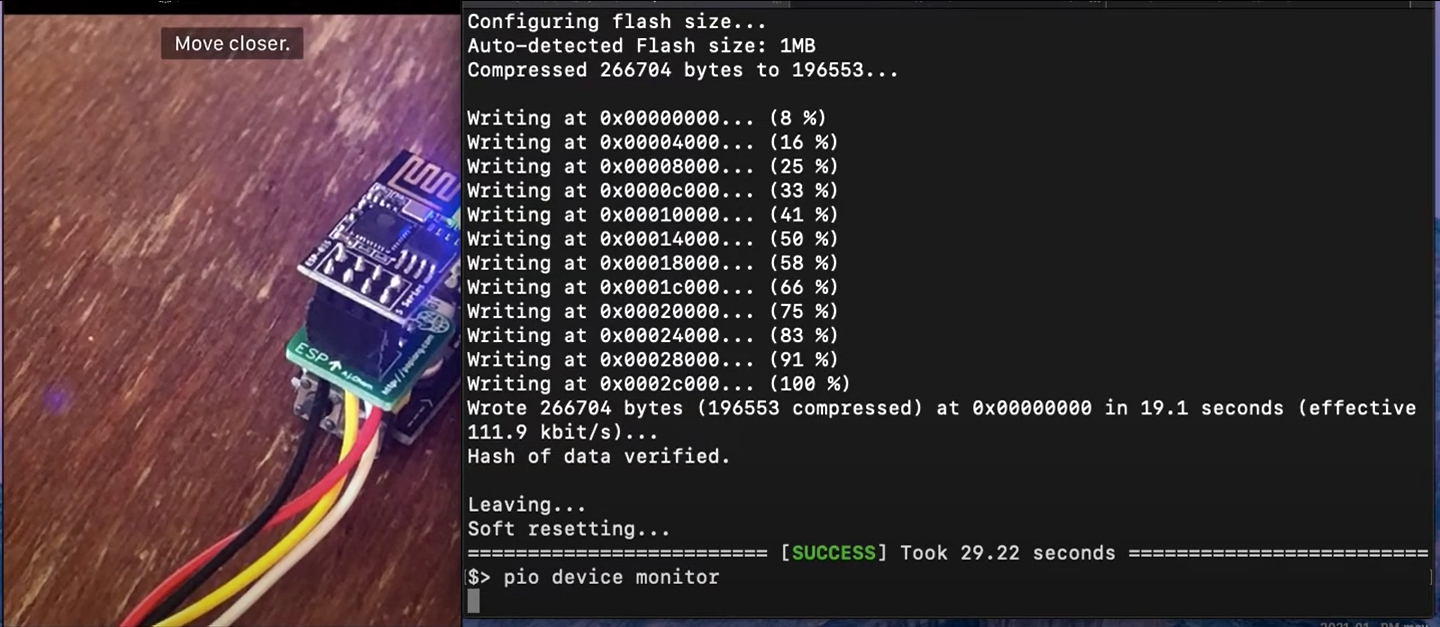 Move closer.
ESP-01S
s Series
ESP
http://
Configuring flash size...
Auto-detected Flash size: 1MB
Compressed 266704 bytes to 196553...
Writing at 0x00000000... (8 %)
Writing at 0x00004000... (16 %)
Writing at 0x00008000... (25 %)
Writing at 0x0000c000... (33 %)
Writing at 0x00010000... (41 %)
Writing at 0x00014000... (50 %)
Writing at 0x00018000... (58 %)
Writing at 0x0001c000... (66 %)
Writing at 0x00020000... (75 %)
Writing at 0x00024000... (83 %)
Writing at 0x00028000... (91 %)
Writing at 0x0002c000... (100 %)
Wrote 266704 bytes (196553 compressed) at 0x00000000 in 19.1 seconds (effective
111.9 kbit/s)...
Hash of data verified.
Leaving...
Soft resetting...
========================= [SUCCESS] Took 29.22 seconds =========================
$> pio device monitor